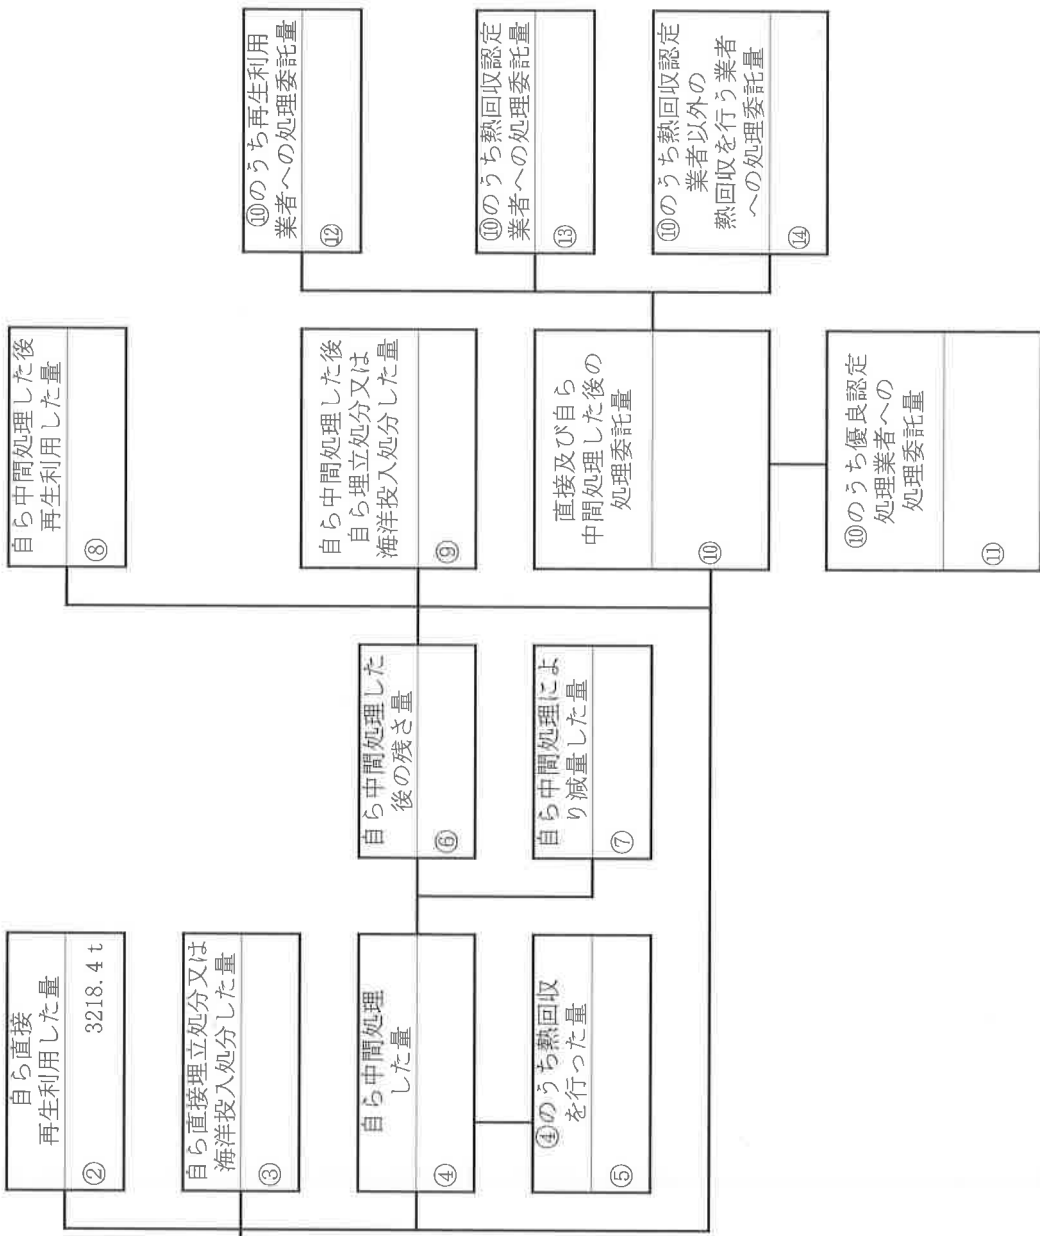 自ら直接
再生利用した量
② 3218.4 t
自ら直接埋立処分又は
海洋投入処分した量
③
自ら中間処理
した量
④
④のうち熱回収
を行った量
⑤
自ら中間処理した
後の残さ量
⑥
自ら中間処理によ
り減量した量
⑦
自ら中間処理した後
再生利用した量
⑧
自ら中間処理した後
自ら埋立処分又は
海洋投入処分した量
⑨
直接及び自ら
中間処理した後の
処理委託量
⑩
⑩のうち優良認定
処理業者への
処理委託量
⑪
⑩のうち再生利用
業者への処理委託量
⑫
⑩のうち熱回収認定
業者への処理委託量
⑬
⑩のうち熱回収認定
業者以外の
熱回収を行う業者
への処理委託量
⑭